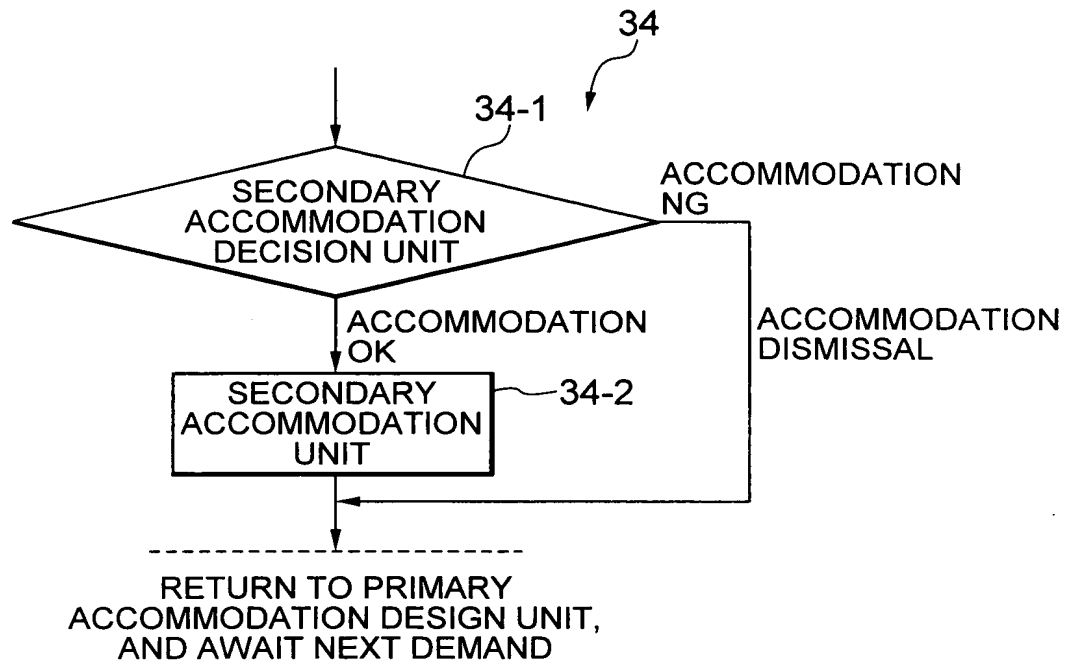 34
34-1
SECONDARY
ACCOMMODATION
DECISION UNIT
ACCOMMODATION
NG
ACCOMMODATION
OK
ACCOMMODATION
DISMISSAL
SECONDARY
ACCOMMODATION
UNIT
34-2
RETURN TO PRIMARY
ACCOMMODATION DESIGN UNIT,
AND AWAIT NEXT DEMAND